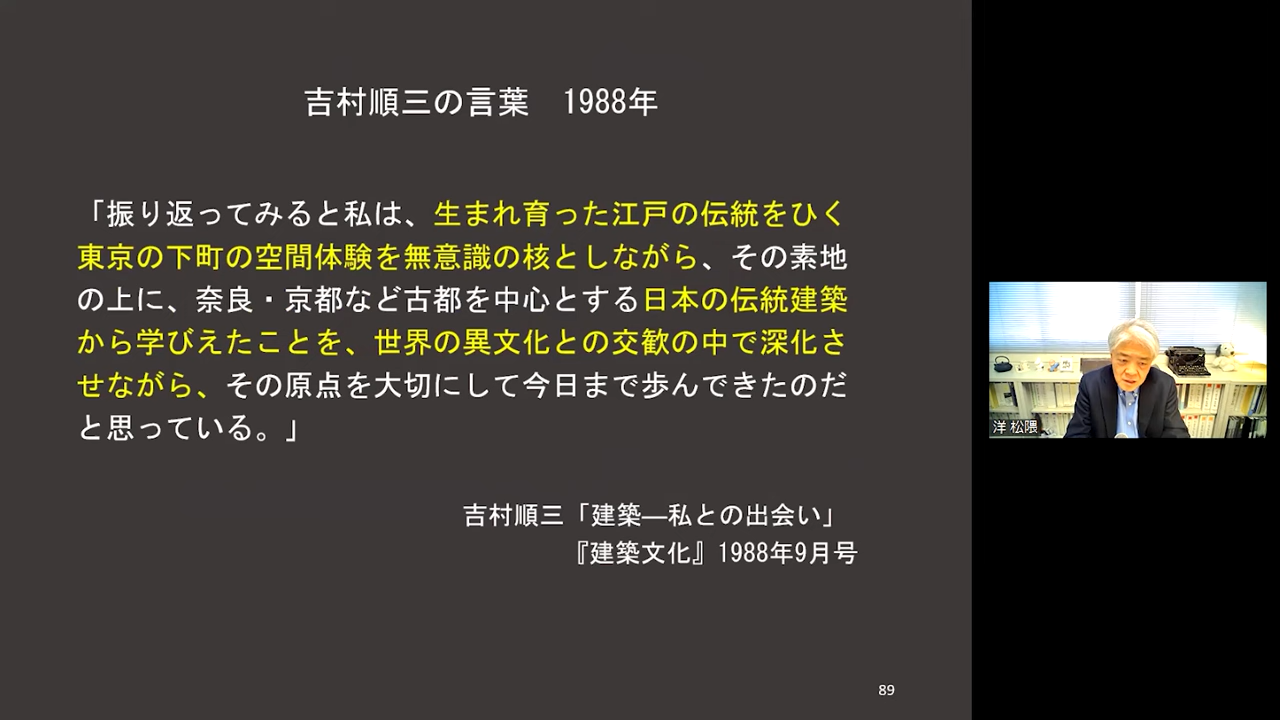 吉村順三の言葉　1988年
「振り返ってみると私は、生まれ育った江戸の伝統をひく
東京の下町の空間体験を無意識の核としながら、その素地
の上に、奈良・京都など古都を中心とする日本の伝統建築
から学びえたことを、世界の異文化との交歓の中で深化さ
せながら、その原点を大切にして今日まで歩んできたのだ
と思っている。」
吉村順三「建築―私との出会い」
『建築文化』1988年9月号
89
洋 松隈